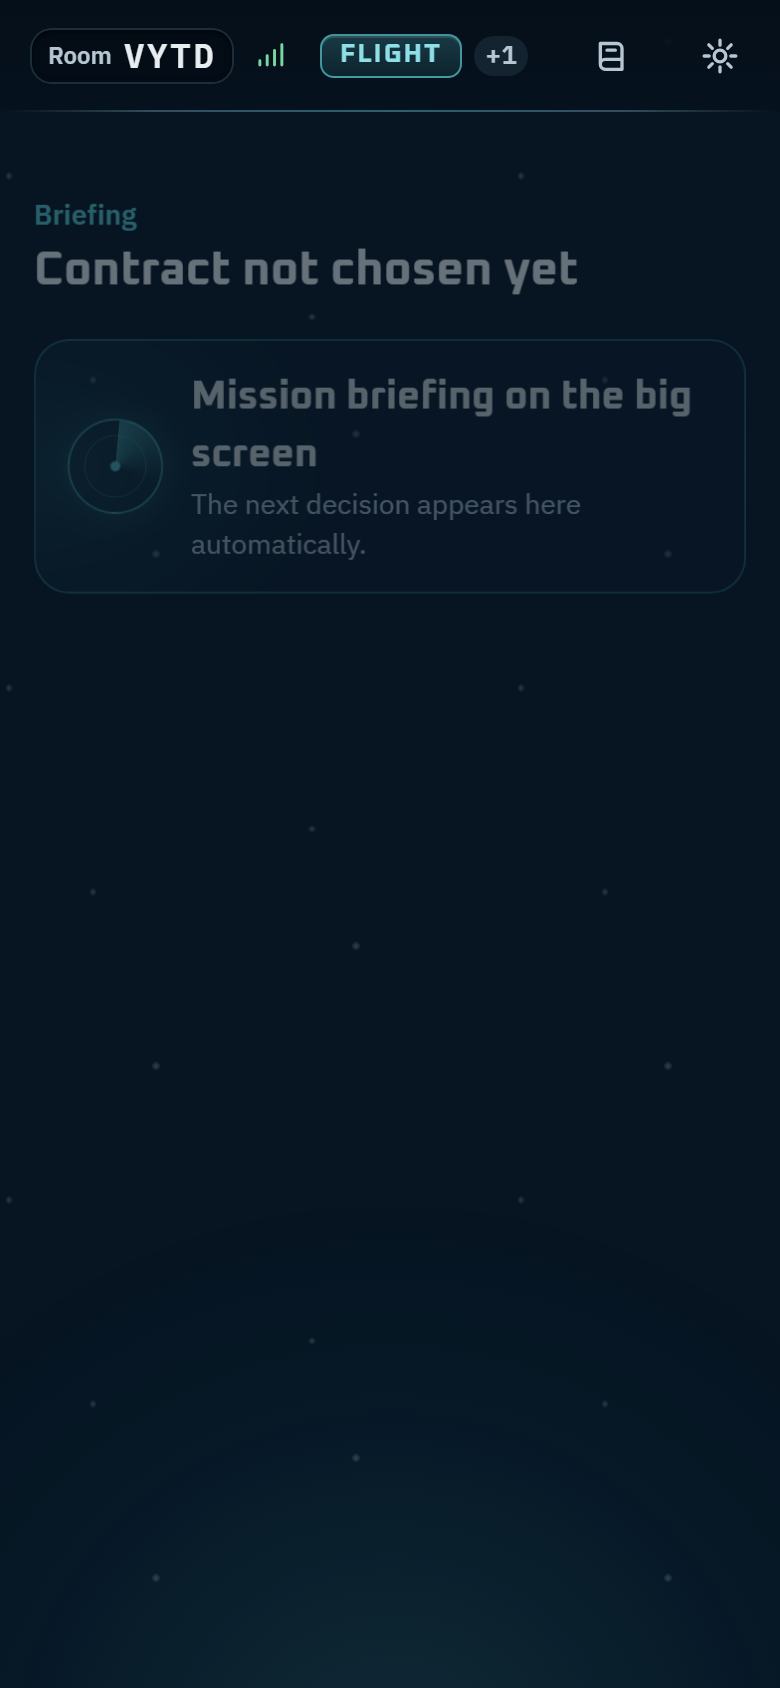 Room VYTD FLIGHT +1
Briefing
Contract not chosen yet
Mission briefing on the big
screen
The next decision appears here
automatically.